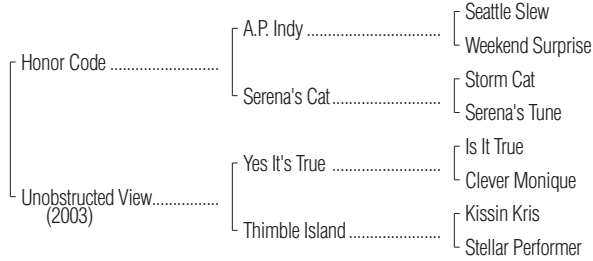 Seattle Slew
A.P. Indy ..............................
Weekend Surprise
Honor Code ........................
Storm Cat
Serena's Cat........................
Serena's Tune
Is It True
Yes It's True ........................
Clever Monique
Unobstructed View...............
(2003)
Kissin Kris
Thimble Island ....................
Stellar Performer